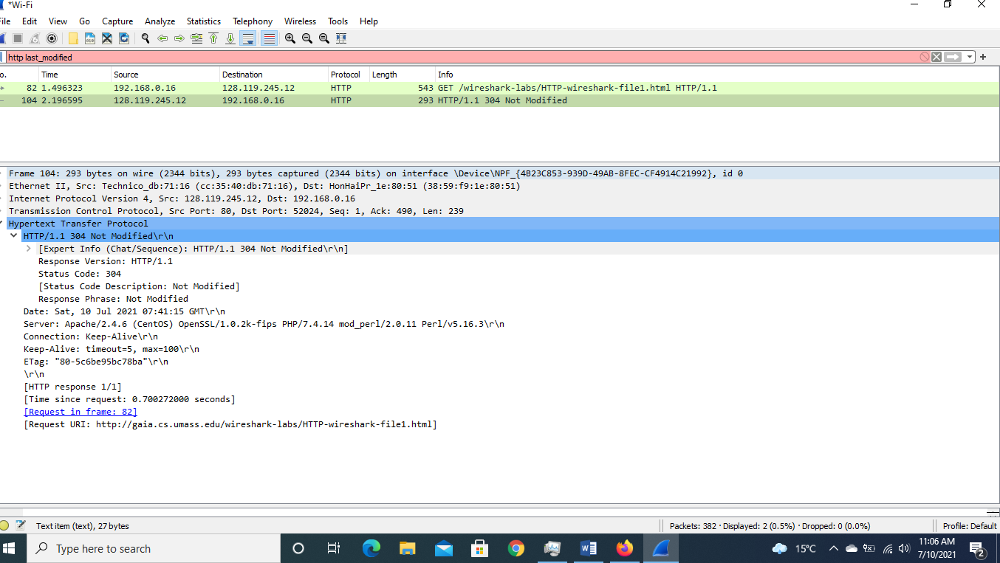 *Wi-Fi
File Edit View Go Capture Analyze Statistics Telephony Wireless Tools Help
http last_modified
o. Time Source Destination Protocol Length Info
82 1.496323 192.168.0.16 128.119.245.12 HTTP 543 GET /wireshark-labs/HTTP-wireshark-file1.html HTTP/1.1
104 2.196595 128.119.245.12 192.168.0.16 HTTP 293 HTTP/1.1 304 Not Modified
Frame 104: 293 bytes on wire (2344 bits), 293 bytes captured (2344 bits) on interface \Device\NPF_{4B23C853-939D-49AB-8FEC-CF4914C21992}, id 0
Ethernet II, Src: Technico_db:71:16 (cc:35:40:db:71:16), Dst: HonHaiPr_1e:80:51 (38:59:f9:1e:80:51)
Internet Protocol Version 4, Src: 128.119.245.12, Dst: 192.168.0.16
Transmission Control Protocol, Src Port: 80, Dst Port: 52024, Seq: 1, Ack: 490, Len: 239
Hypertext Transfer Protocol
HTTP/1.1 304 Not Modified\r\n
[Expert Info (Chat/Sequence): HTTP/1.1 304 Not Modified\r\n]
Response Version: HTTP/1.1
Status Code: 304
[Status Code Description: Not Modified]
Response Phrase: Not Modified
Date: Sat, 10 Jul 2021 07:41:15 GMT\r\n
Server: Apache/2.4.6 (CentOS) OpenSSL/1.0.2k-fips PHP/7.4.14 mod_perl/2.0.11 Perl/v5.16.3\r\n
Connection: Keep-Alive\r\n
Keep-Alive: timeout=5, max=100\r\n
ETag: "80-5c6be95bc78ba"\r\n
\r\n
[HTTP response 1/1]
[Time since request: 0.700272000 seconds]
[Request in frame: 82]
[Request URI: http://gaia.cs.umass.edu/wireshark-labs/HTTP-wireshark-file1.html]
Text item (text), 27 bytes Packets: 382 · Displayed: 2 (0.5%) · Dropped: 0 (0.0%) Profile: Default
Type here to search 15°C 11:06 AM
7/10/2021 2